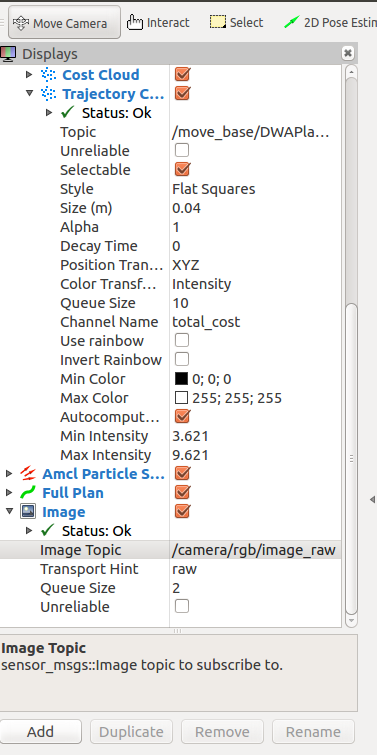 Move Camera Interact Select 2D Pose Estim
Displays
Cost Cloud
Trajectory C...
Status: Ok
Topic /move_base/DWAPla...
Unreliable
Selectable
Style Flat Squares
Size (m) 0.04
Alpha 1
Decay Time 0
Position Tran... XYZ
Color Transf... Intensity
Queue Size 10
Channel Name total_cost
Use rainbow
Invert Rainbow
Min Color 0; 0; 0
Max Color 255; 255; 255
Autocomput...
Min Intensity 3.621
Max Intensity 9.621
Amcl Particle S...
Full Plan
Image
Status: Ok
Image Topic /camera/rgb/image_raw
Transport Hint raw
Queue Size 2
Unreliable
Image Topic
sensor_msgs::Image topic to subscribe to.
Add Duplicate Remove Rename